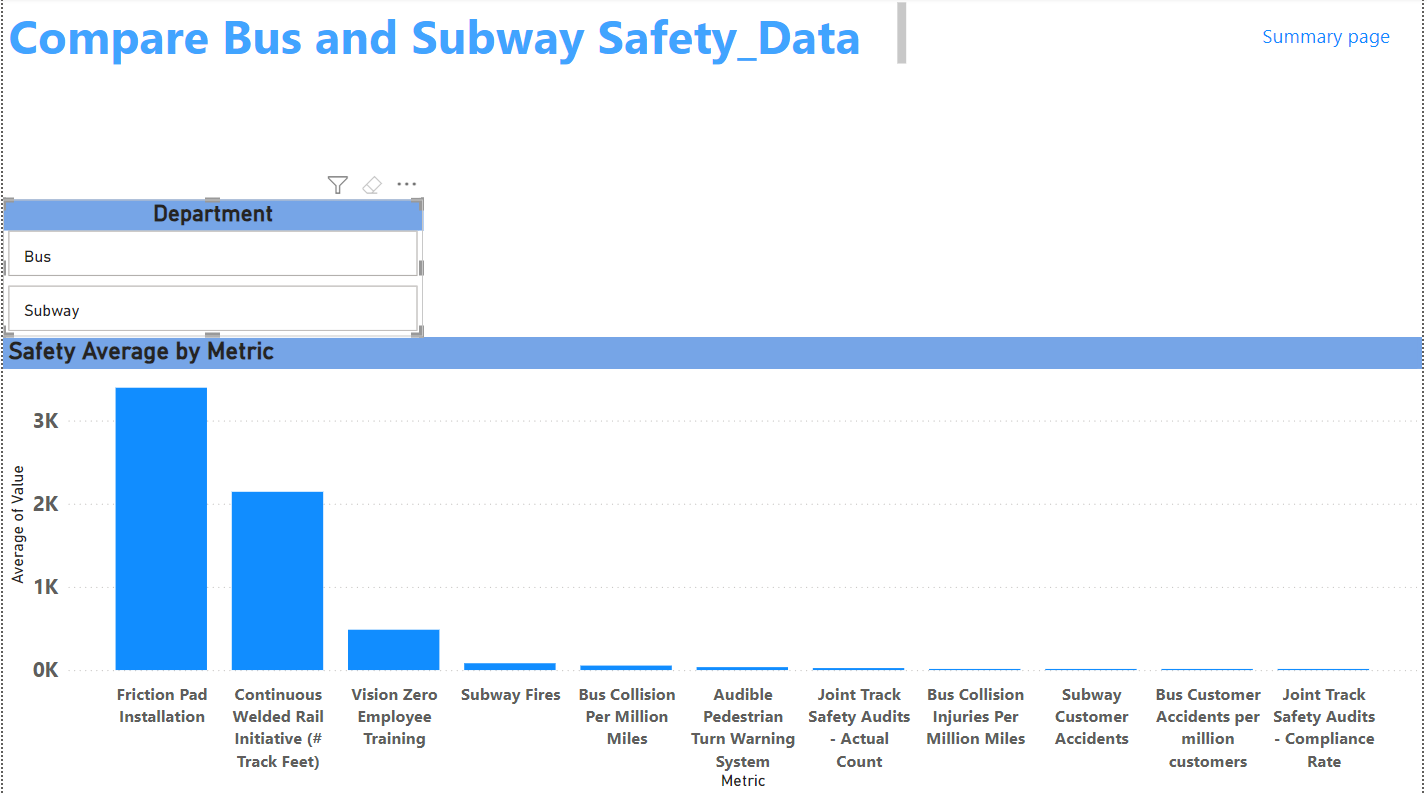 Compare Bus and Subway Safety_Data
Summary page
Department
Bus
Subway
Safety Average by Metric
Average of Value
3K
2K
1K
0K
Friction Pad
Installation
Continuous
Welded Rail
Initiative (#
Track Feet)
Vision Zero
Employee
Training
Subway Fires
Bus Collision
Per Million
Miles
Audible
Pedestrian
Turn Warning
System
Joint Track
Safety Audits
- Actual
Count
Bus Collision
Injuries Per
Million Miles
Subway
Customer
Accidents
Bus Customer
Accidents per
million
customers
Joint Track
Safety Audits
- Compliance
Rate
Metric